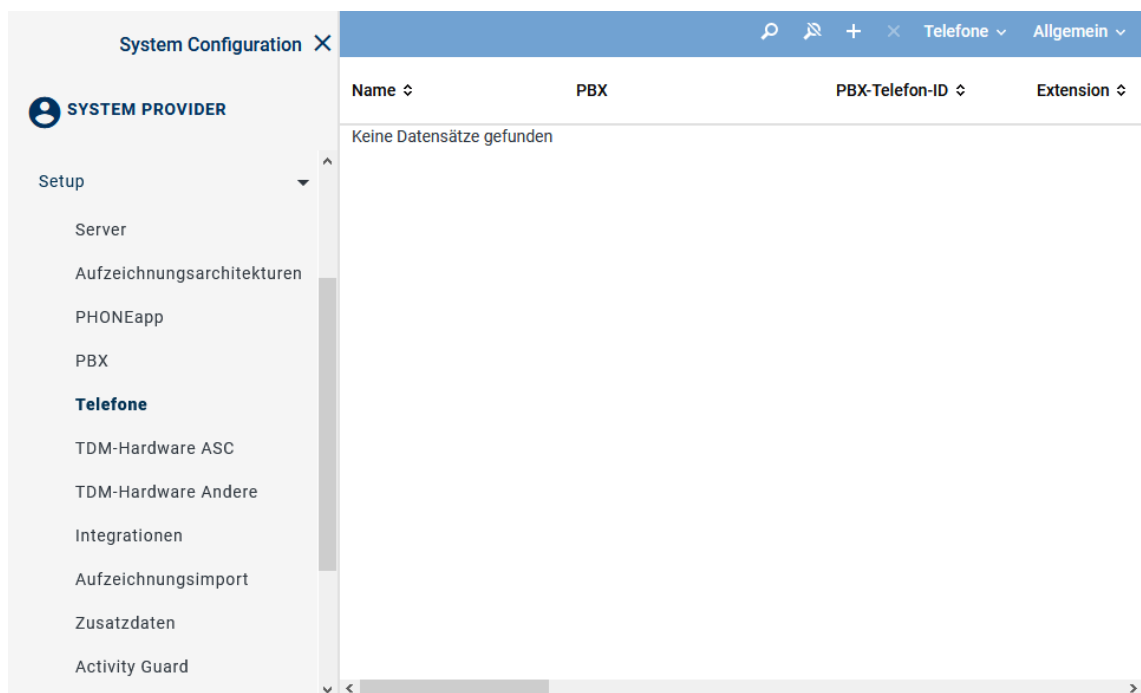 System Configuration
SYSTEM PROVIDER
Setup
Server
Aufzeichnungsarchitekturen
PHONEapp
PBX
Telefone
TDM-Hardware ASC
TDM-Hardware Andere
Integrationen
Aufzeichnungsimport
Zusatzdaten
Activity Guard
Telefone Allgemein
Name PBX PBX-Telefon-ID Extension
Keine Datensätze gefunden